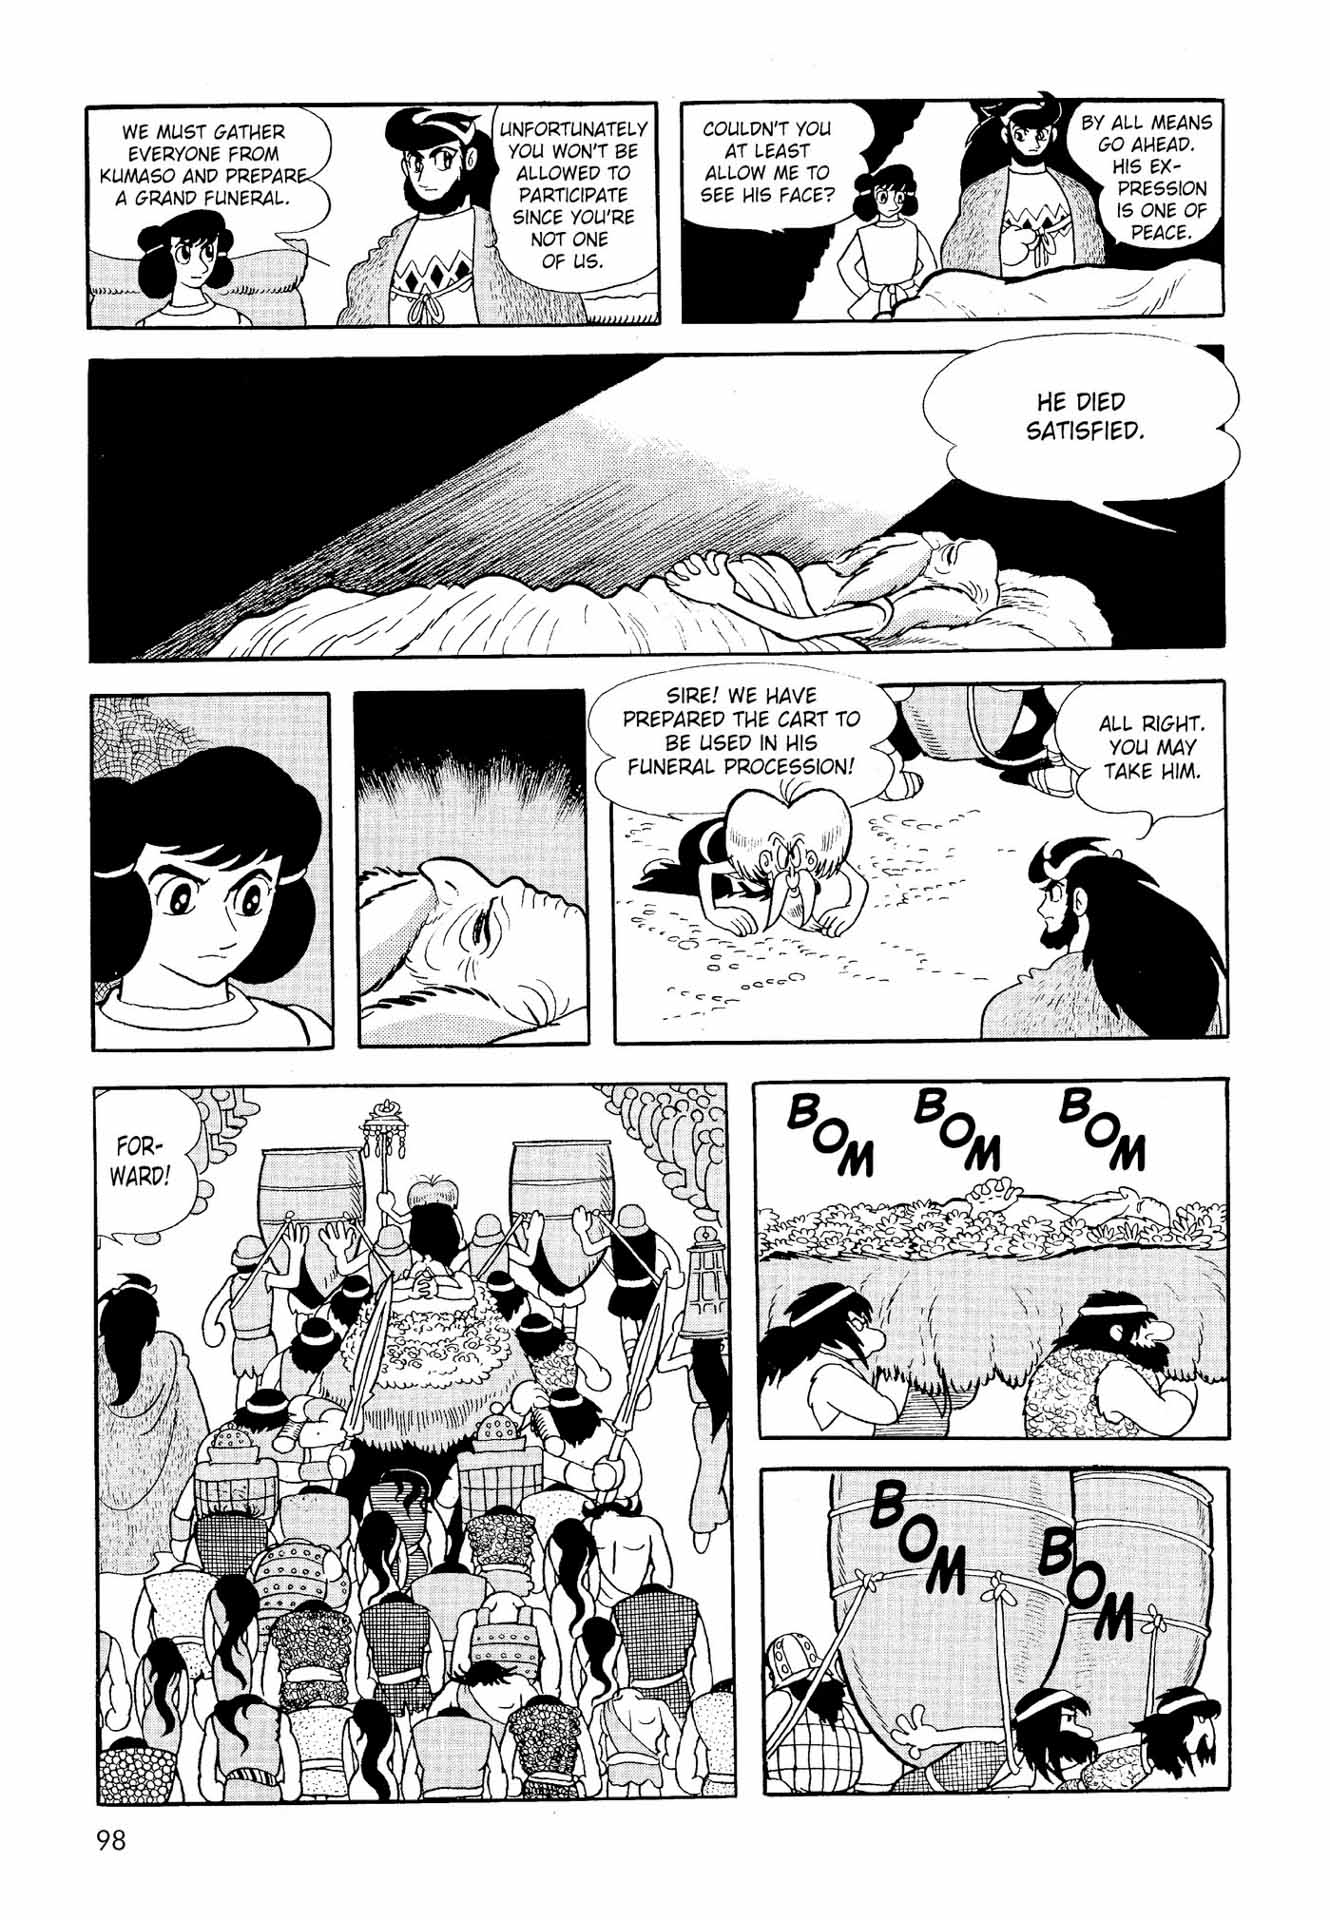 WE MUST GATHER
EVERYONE FROM
KUMASO AND PREPARE
A GRAND FUNERAL.
UNFORTUNATELY
YOU WON'T BE
ALLOWED TO
PARTICIPATE
SINCE YOU'RE
NOT ONE
OF US.
COULDN'T YOU
AT LEAST
ALLOW ME TO
SEE HIS FACE?
BY ALL MEANS
GO AHEAD.
HIS EX-
PRESSION
IS ONE OF
PEACE.
HE DIED
SATISFIED.
SIRE! WE HAVE
PREPARED THE CART TO
BE USED IN HIS
FUNERAL PROCESSION!
ALL RIGHT.
YOU MAY
TAKE HIM.
FOR-
WARD!
BOM
BOM
BOM
BOM
BOM
98